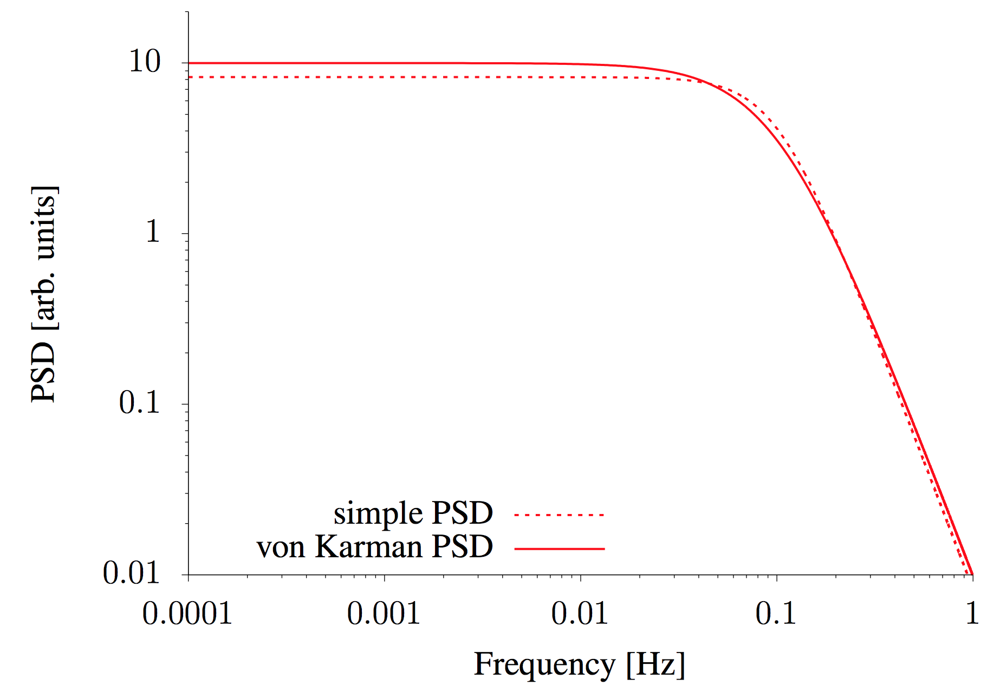 10
1
0.1
0.01
PSD [arb. units]
simple PSD
von Karman PSD
0.0001 0.001 0.01 0.1 1
Frequency [Hz]